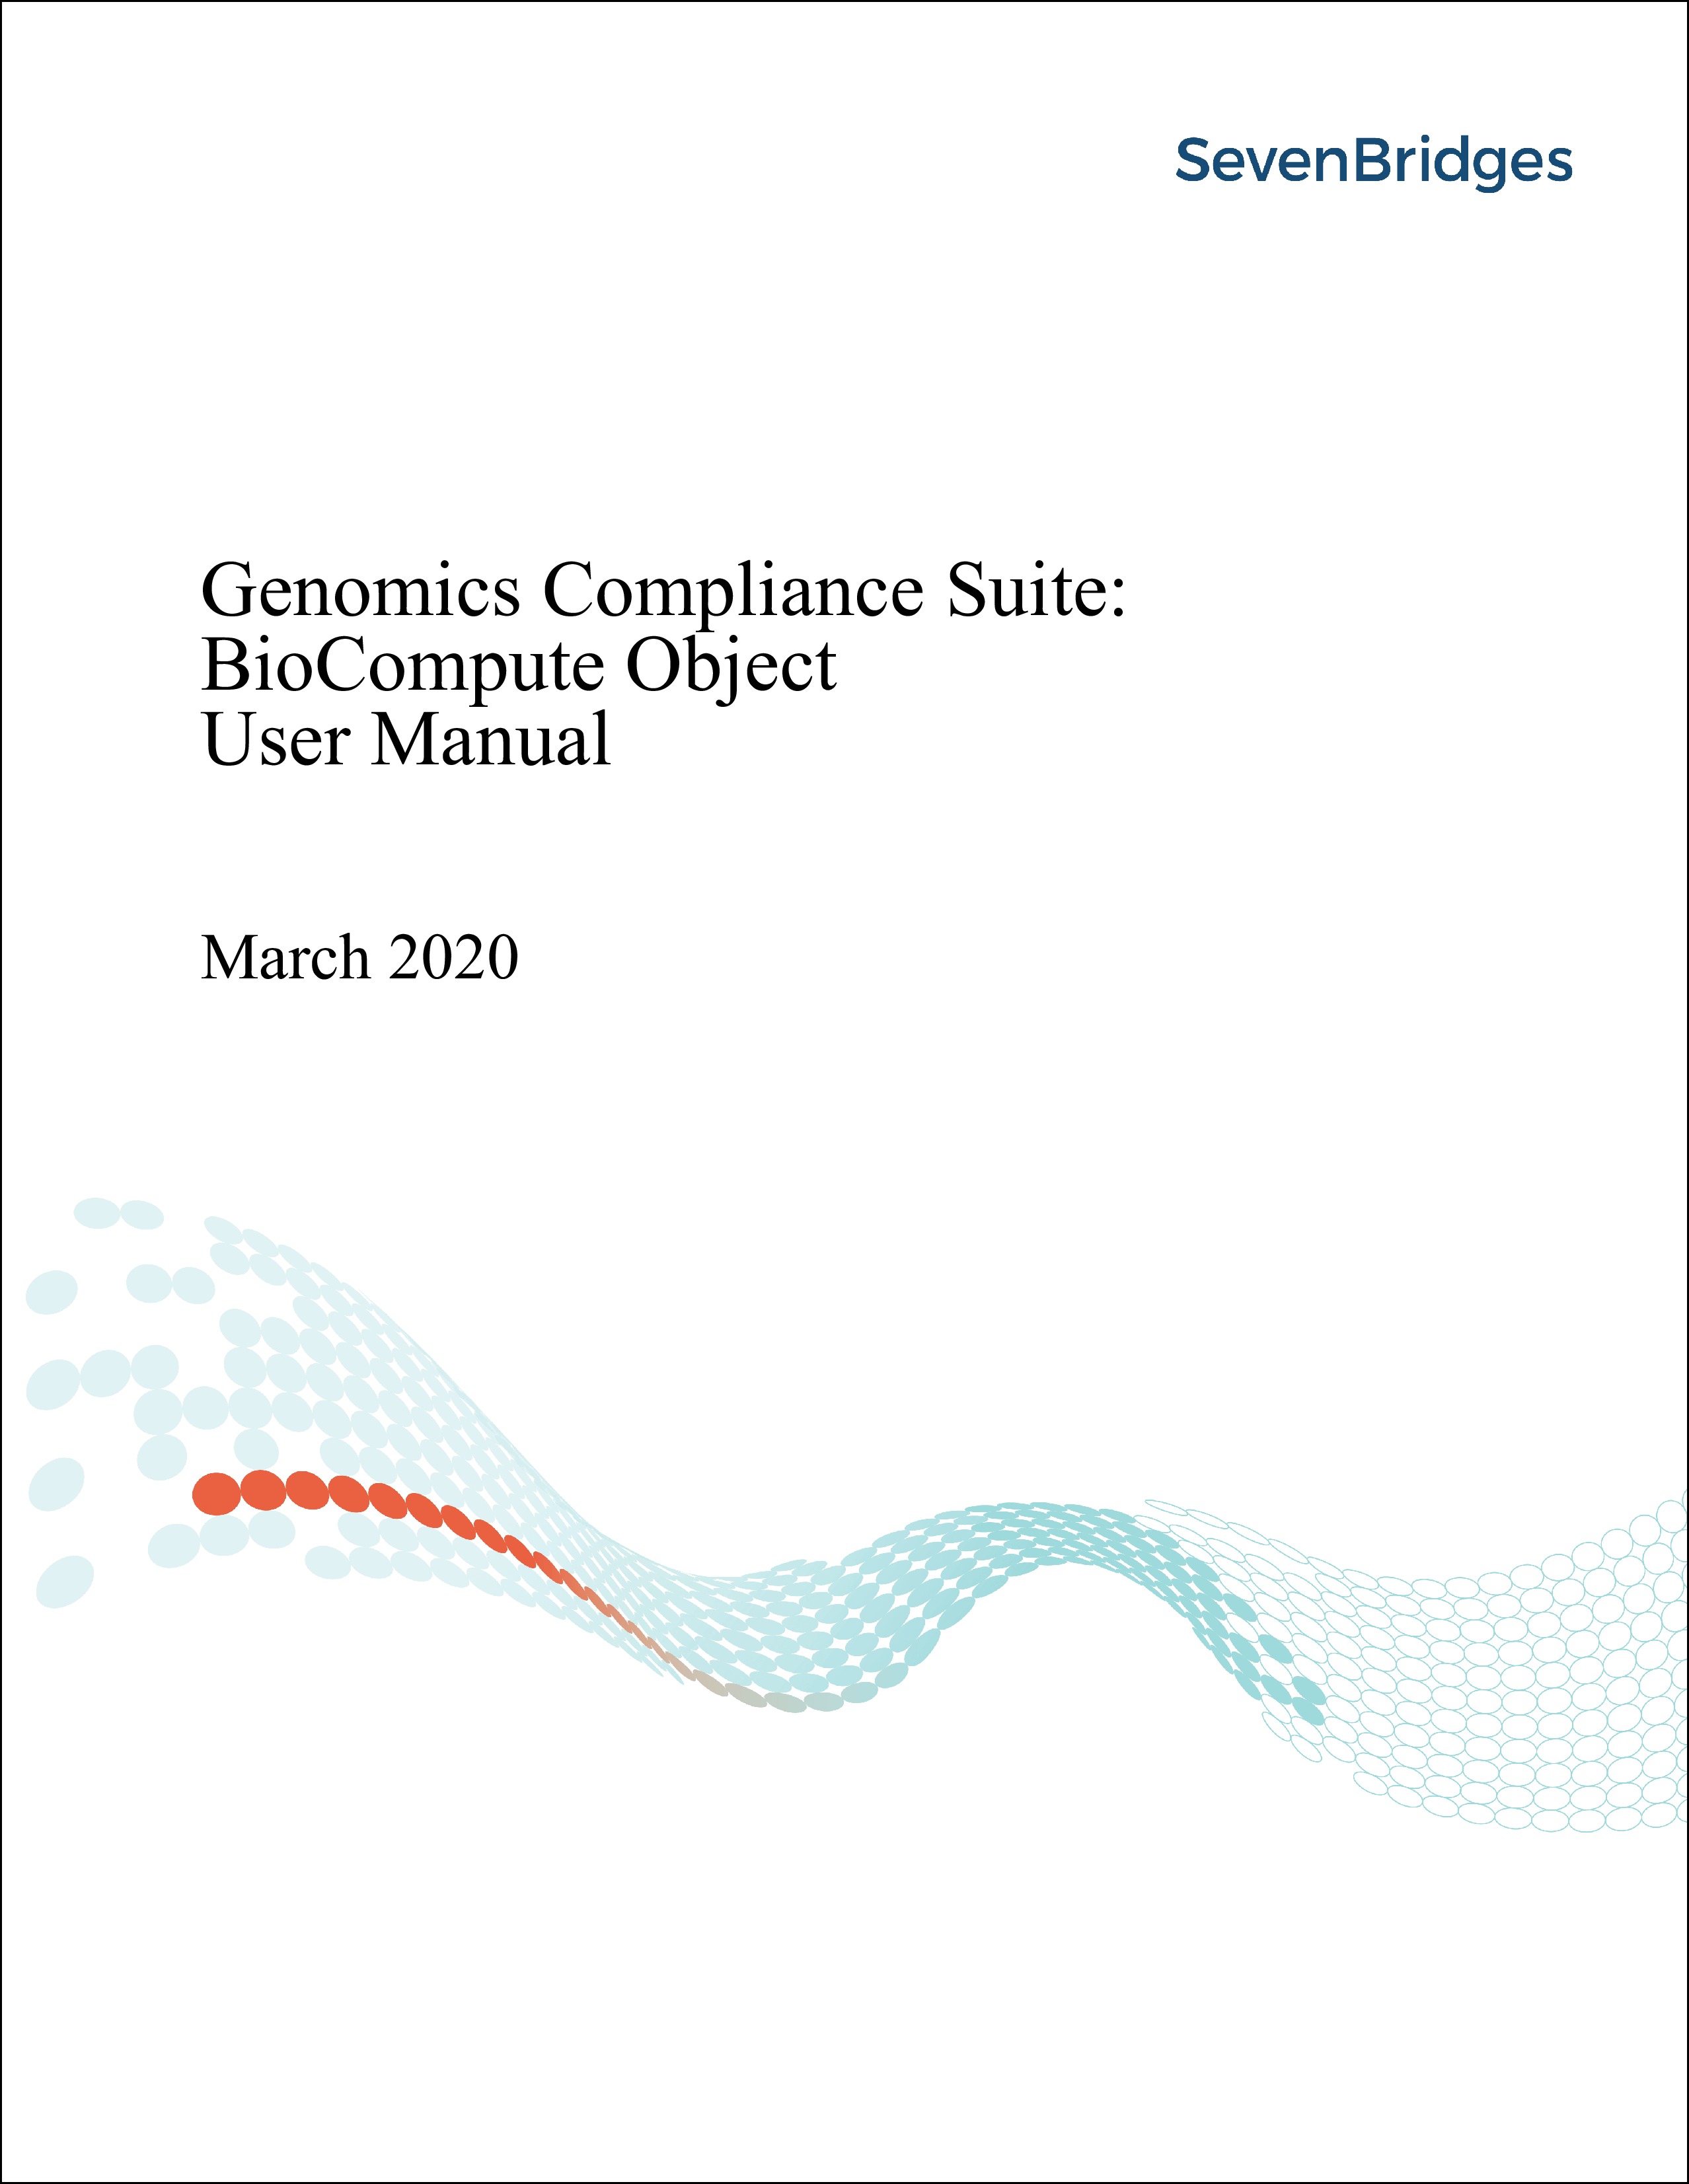 SevenBridges
Genomics Compliance Suite:
BioCompute Object
User Manual
March 2020